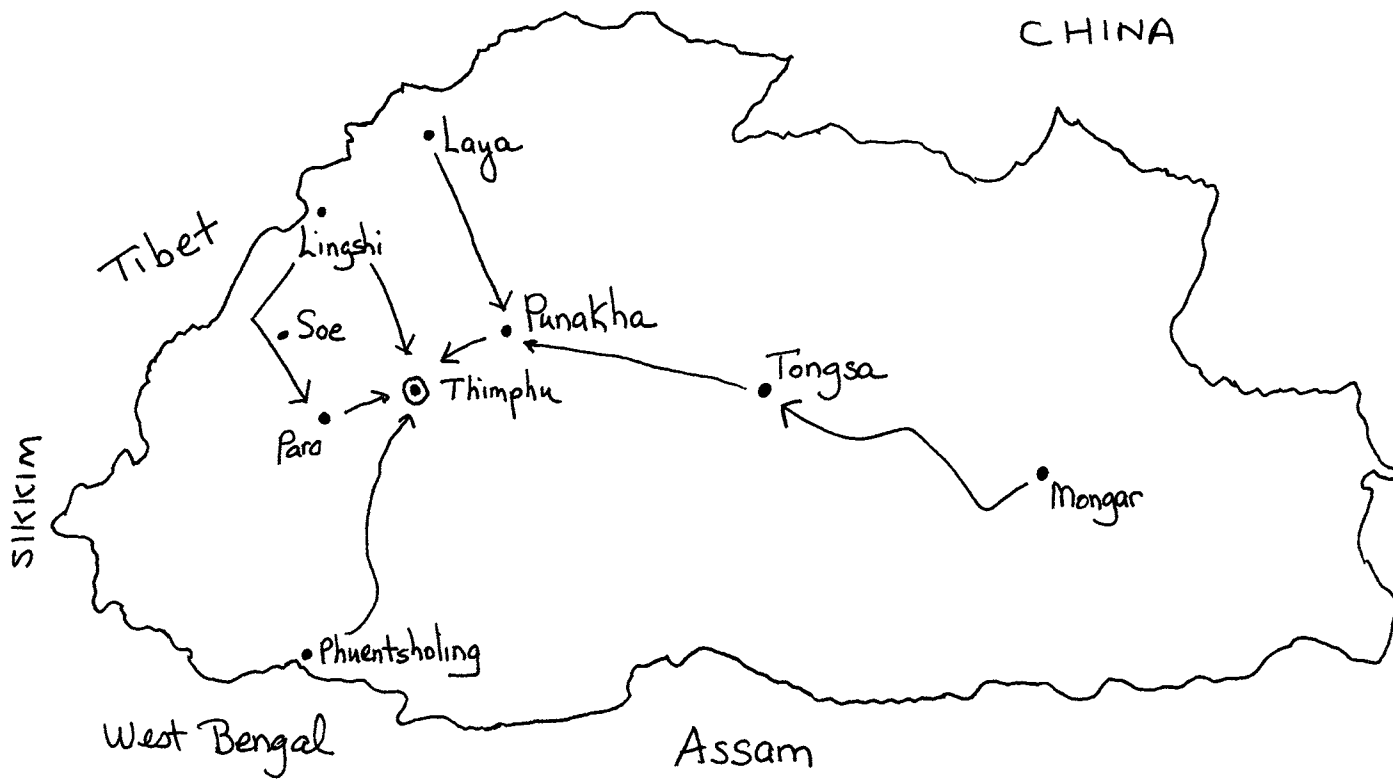 CHINA
Laya
Tibet
Lingshi
Soe
Punakha
Tongsa
Thimphu
Paro
SIKKIM
Mongar
Phuentsholing
West Bengal
Assam